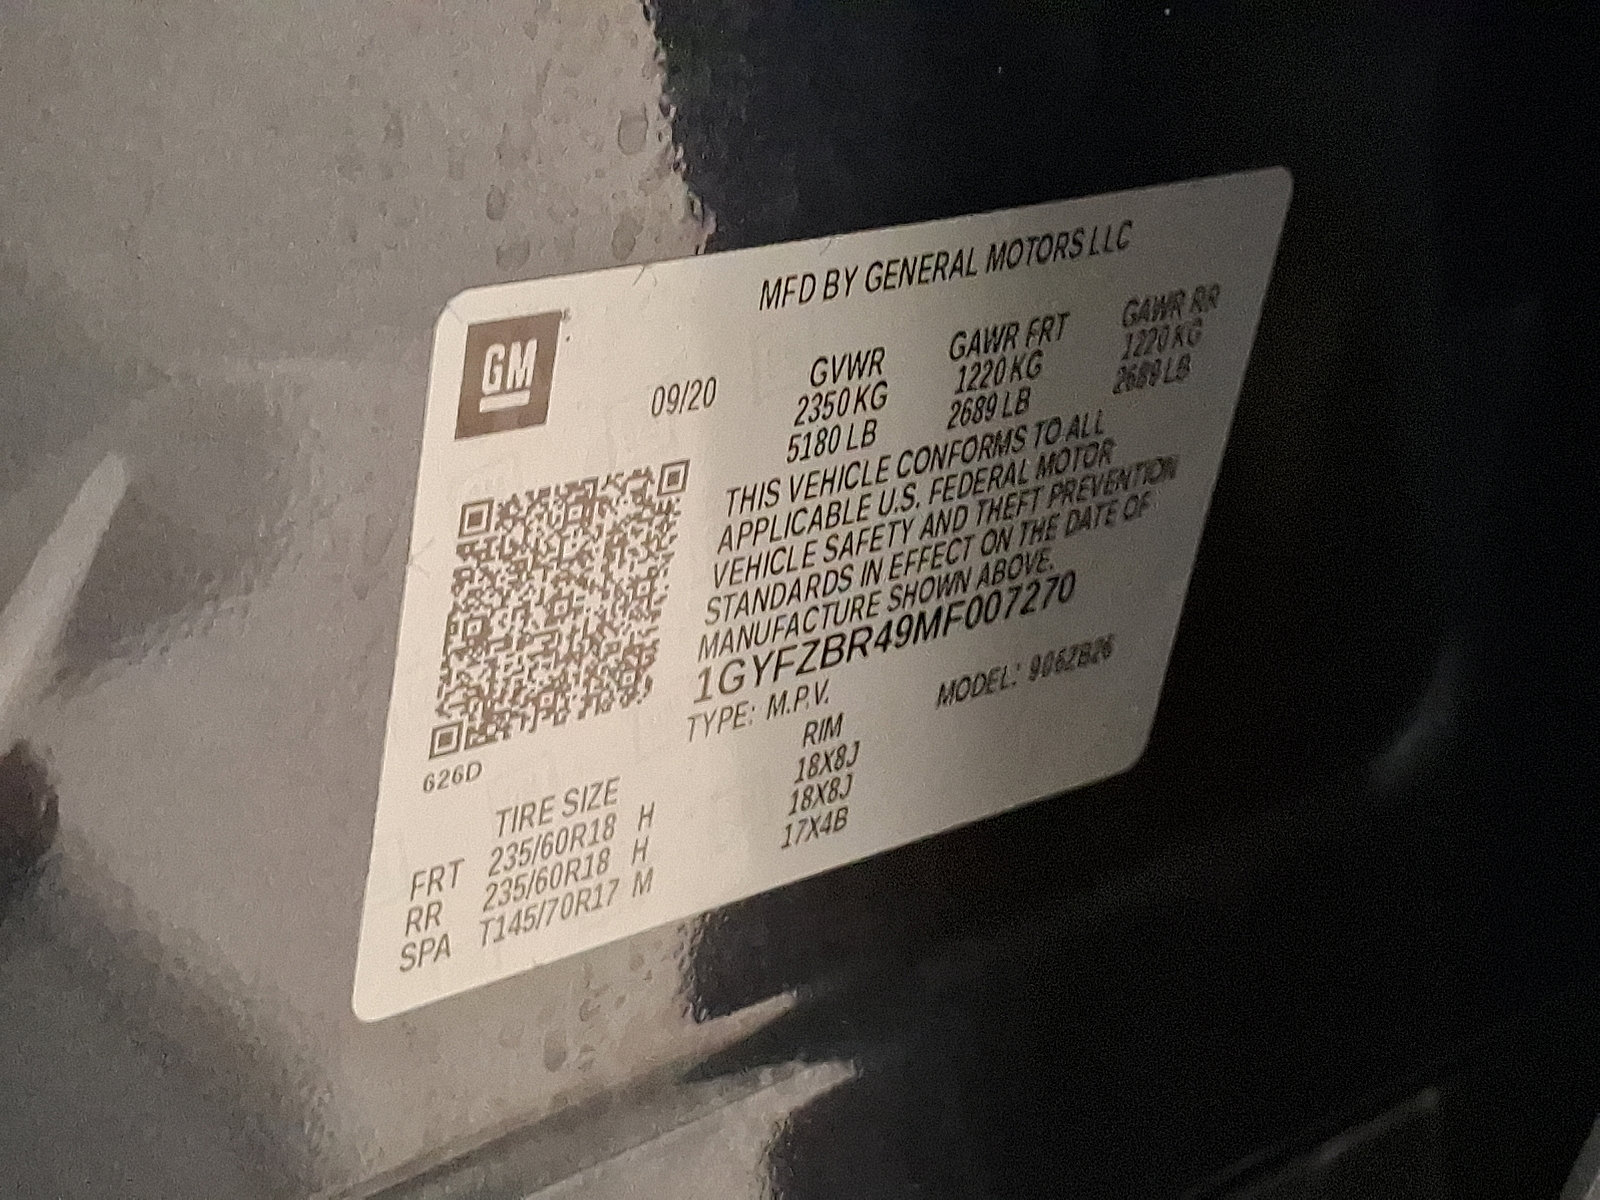 GM
MFD BY GENERAL MOTORS LLC
09/20
GVWR GAWR FRT GAWR RR
2350 KG 1220 KG 1220 KG
5180 LB 2689 LB 2689 LB
THIS VEHICLE CONFORMS TO ALL
APPLICABLE U.S. FEDERAL MOTOR
VEHICLE SAFETY AND THEFT PREVENTION
STANDARDS IN EFFECT ON THE DATE OF
MANUFACTURE SHOWN ABOVE.
1GYFZBR49MF007270
TYPE: M.P.V. MODEL: 906ZB26
626D
TIRE SIZE RIM
FRT 235/60R18 H 18X8J
RR 235/60R18 H 18X8J
SPA T145/70R17 M 17X4B